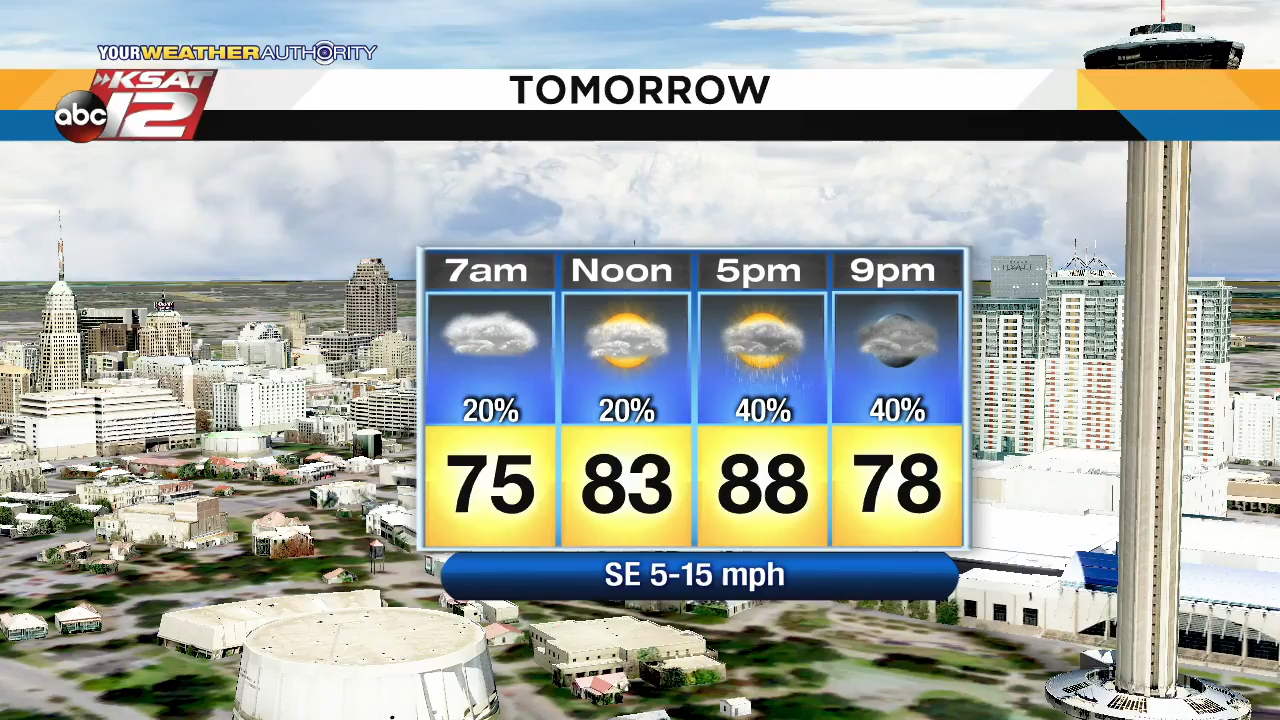 YOURWEATHERAUTHORITY
KSAT
abc 12
TOMORROW
7am Noon 5pm 9pm
20% 20% 40% 40%
75 83 88 78
SE 5-15 mph